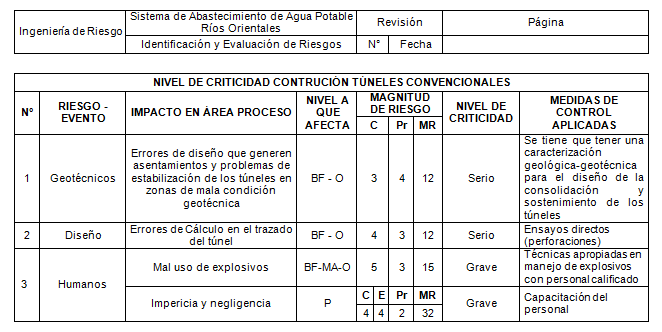 Ingeniería de Riesgo
Sistema de Abastecimiento de Agua Potable
Ríos Orientales
Revisión
Página
Identificación y Evaluación de Riesgos
N°
Fecha
NIVEL DE CRITICIDAD CONTRUCIÒN TÚNELES CONVENCIONALES
Nº
RIESGO -
EVENTO
IMPACTO EN ÀREA PROCESO
NIVEL A
QUE
AFECTA
MAGNITUD
DE RIESGO
C Pr MR
NIVEL DE
CRITICIDAD
MEDIDAS DE
CONTROL
APLICADAS
1
Geotécnicos
Errores de diseño que generen
asentamientos y problemas de
estabilización de los túneles en
zonas de mala condición
geotécnica
BF - O
3 4 12
Serio
Se tiene que tener una
caracterización
geológica-geotécnica
para el diseño de la
consolidación y
sostenimiento de los
túneles
2
Diseño
Errores de Cálculo en el trazado
del túnel
BF - O
4 3 12
Serio
Ensayos directos
(perforaciones)
3
Humanos
Mal uso de explosivos
BF-MA-O
5 3 15
Grave
Técnicas apropiadas en
manejo de explosivos
con personal calificado
Impericia y negligencia
P
C E Pr MR
4 4 2 32
Grave
Capacitación del
personal